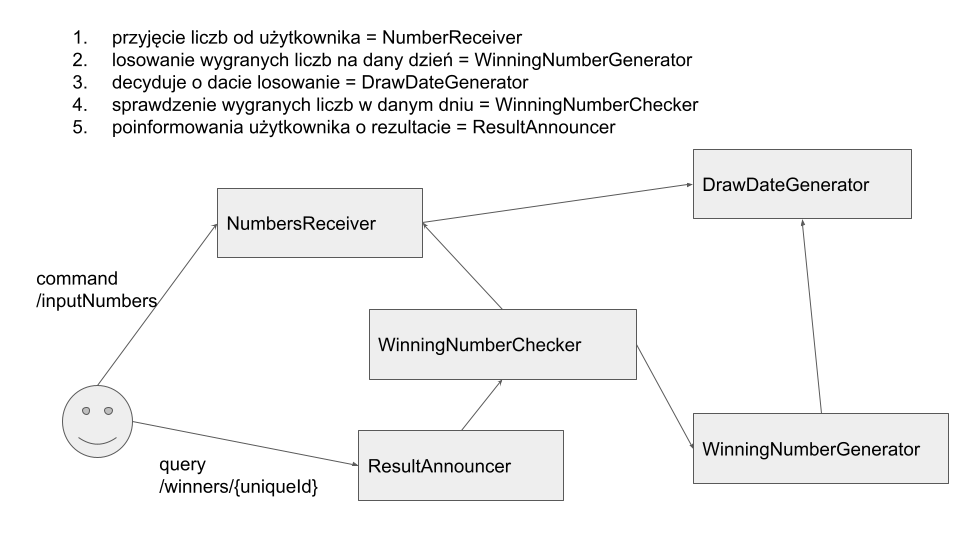 1. przyjęcie liczb od użytkownika = NumberReceiver
2. losowanie wygranych liczb na dany dzień = WinningNumberGenerator
3. decyduje o dacie losowanie = DrawDateGenerator
4. sprawdzenie wygranych liczb w danym dniu = WinningNumberChecker
5. poinformowania użytkownika o rezultacie = ResultAnnouncer
DrawDateGenerator
NumbersReceiver
command
/inputNumbers
WinningNumberChecker
WinningNumberGenerator
ResultAnnouncer
query
/winners/{uniqueId}